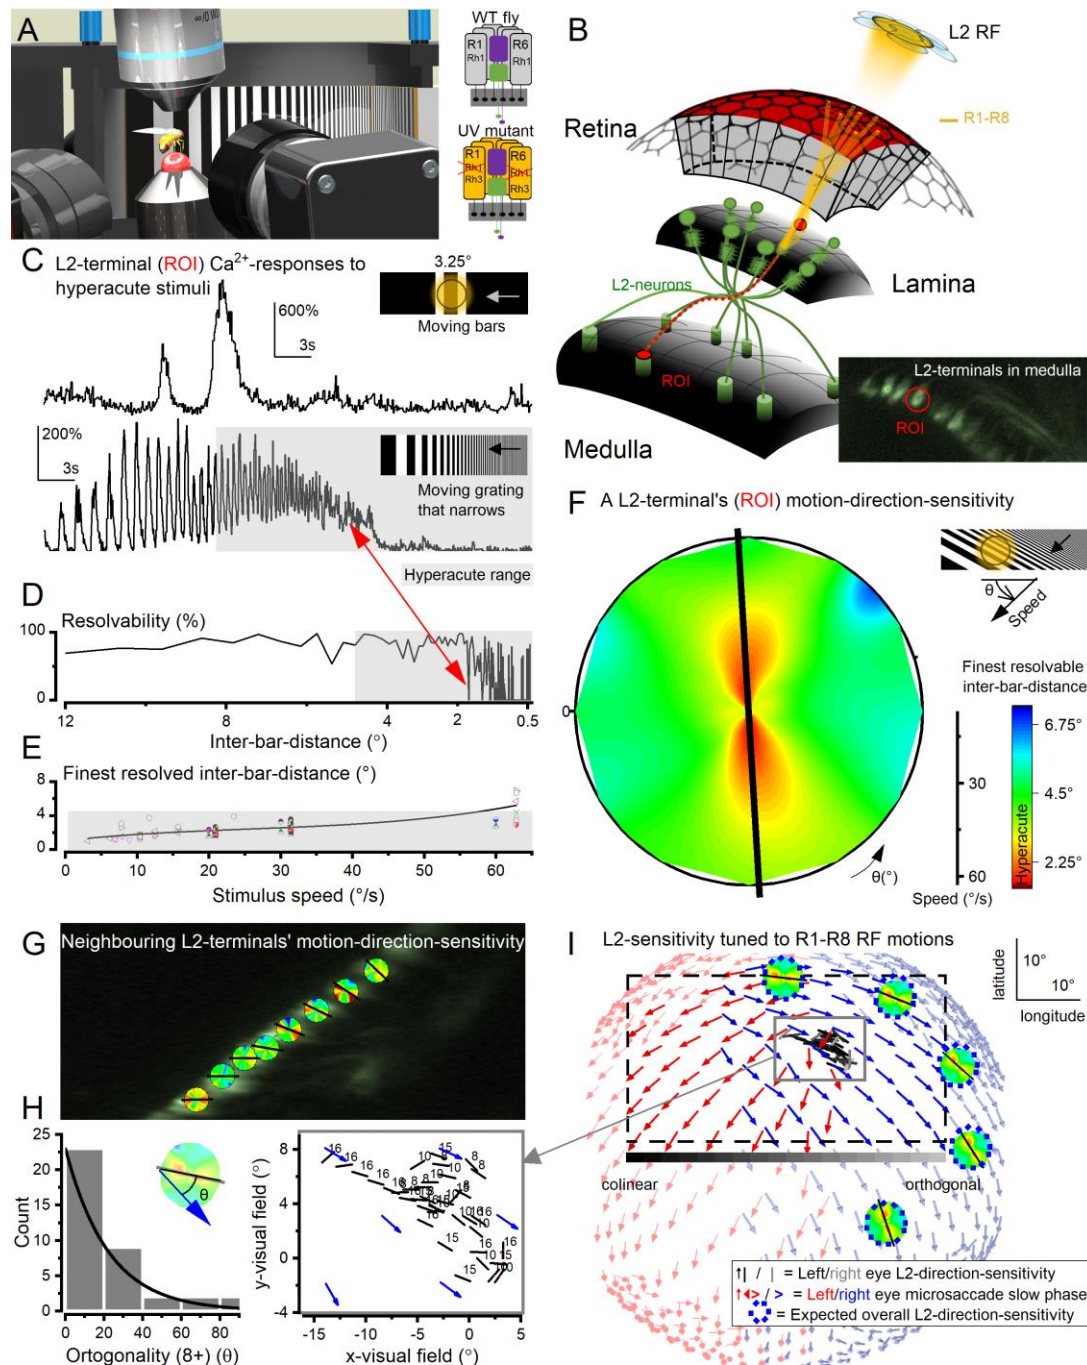 A
∞/0 W
WT fly
R1
Rh1
R6
Rh1
UV mutant
R1
Rh1
Rh3
R6
Rh1
Rh3
B
L2 RF
R1-R8
Retina
Lamina
L2-neurons
ROI
Medulla
L2-terminals in medulla
ROI
C
L2-terminal (ROI) Ca²⁺-responses to
hyperacute stimuli
3.25°
Moving bars
600%
3s
200%
3s
Moving grating
that narrows
Hyperacute range
D
Resolvability (%)
100
0
12 8 4 2 0.5
Inter-bar-distance (°)
E
Finest resolved inter-bar-distance (°)
8
4
0
0 10 20 30 40 50 60
Stimulus speed (°/s)
F
A L2-terminal's (ROI) motion-direction-sensitivity
θ
Speed
Finest resolvable
inter-bar-distance
0
30
60
Speed (°/s)
θ(°)
6.75°
4.5°
2.25°
Hyperacute
G
Neighbouring L2-terminals' motion-direction-sensitivity
H
25
20
15
10
5
0
Count
0 30 60 90
Ortogonality (8+) (θ)
θ
8
4
0
-4
y-visual field (°)
-15 -10 -5 0 5
x-visual field (°)
I
L2-sensitivity tuned to R1-R8 RF motions
latitude
10°
10°
longitude
colinear
orthogonal
= Left/right eye L2-direction-sensitivity
= Left/right eye microsaccade slow phase
= Expected overall L2-direction-sensitivity